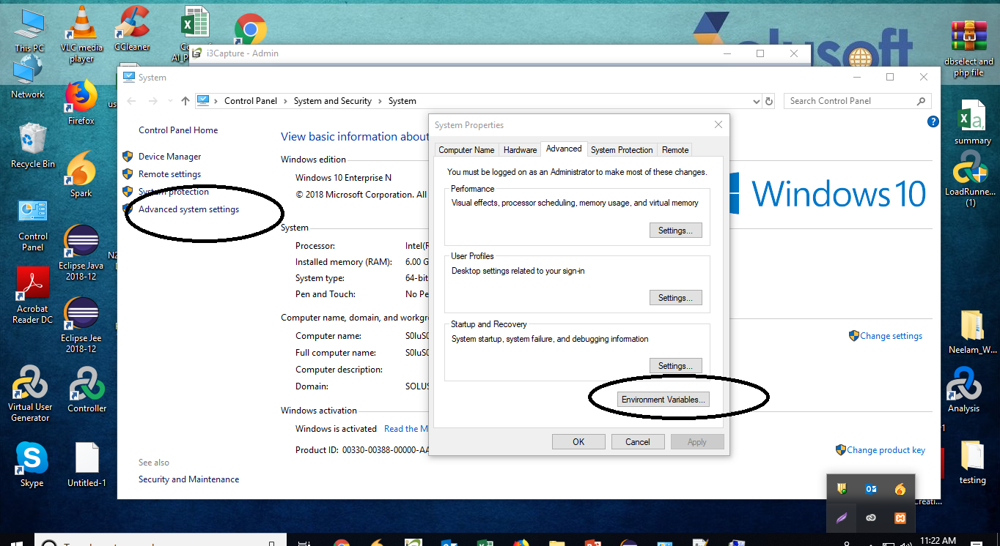 This PC
VLC media
player
CCleaner
Network
Firefox
Recycle Bin
Spark
Control
Panel
Eclipse Java
2018-12
Acrobat
Reader DC
Eclipse Jee
2018-12
Virtual User
Generator
Controller
Skype
Untitled-1
i3Capture - Admin
System
Control Panel
System and Security
System
Search Control Panel
Control Panel Home
Device Manager
Remote settings
System protection
Advanced system settings
See also
Security and Maintenance
View basic information about
Windows edition
Windows 10 Enterprise N
© 2018 Microsoft Corporation. All
System
Processor:
Intel(R
Installed memory (RAM):
6.00 G
System type:
64-bit
Pen and Touch:
No Pe
Computer name, domain, and workgr
Computer name:
S0luS0
Full computer name:
S0luS0
Computer description:
Domain:
SOLUS
Windows activation
Windows is activated
Read the M
Product ID: 00330-00388-00000-AA
System Properties
Computer Name
Hardware
Advanced
System Protection
Remote
You must be logged on as an Administrator to make most of these changes.
Performance
Visual effects, processor scheduling, memory usage, and virtual memory
Settings...
User Profiles
Desktop settings related to your sign-in
Settings...
Startup and Recovery
System startup, system failure, and debugging information
Settings...
Environment Variables...
OK
Cancel
Apply
Windows 10
Change settings
Change product key
dbselect and
php file
summary
LoadRunne...
(1)
Neelam_W...
Analysis
testing
11:22 AM